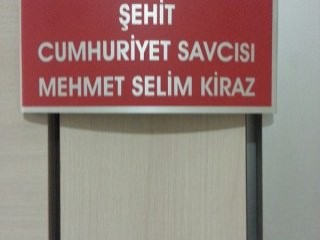 ŞEHİT
CUMHURİYET SAVCISI
MEHMET SELİM KİRAZ